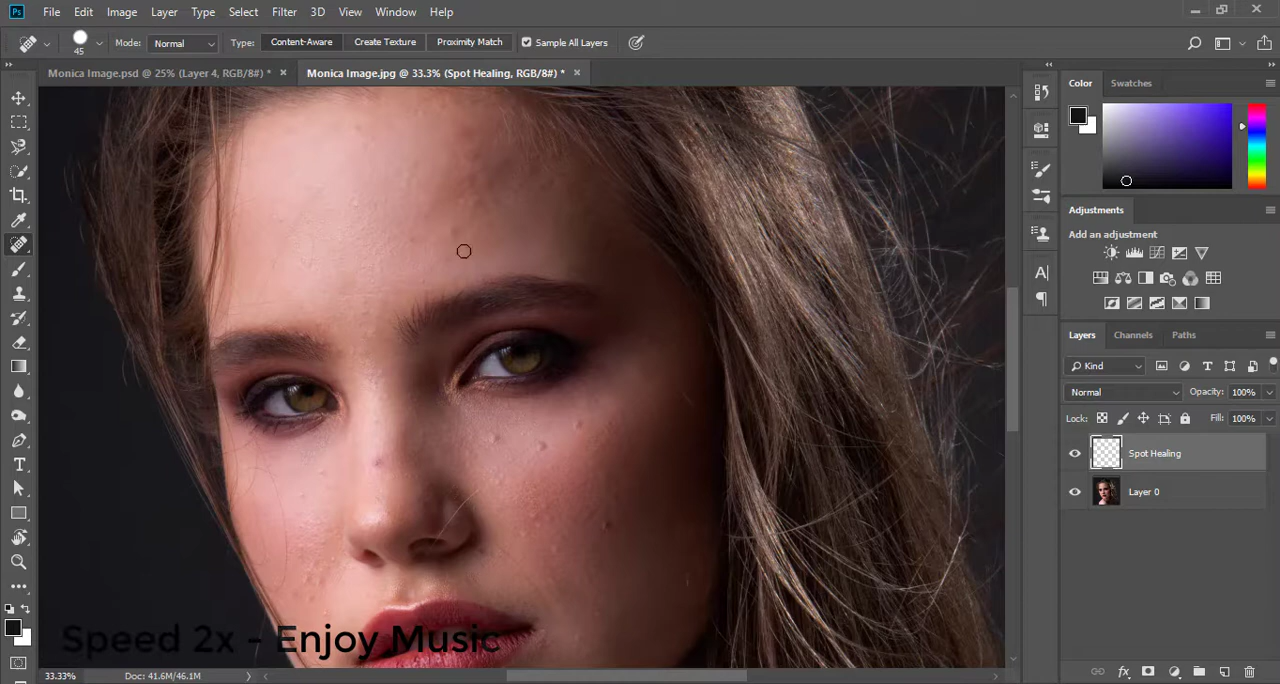 Ps File Edit Image Layer Type Select Filter 3D View Window Help
45 Mode: Normal Type: Content-Aware Create Texture Proximity Match Sample All Layers
Monica Image.psd @ 25% (Layer 4, RGB/8#) * Monica Image.jpg @ 33.3% (Spot Healing, RGB/8#) *
Color Swatches
Adjustments
Add an adjustment
Layers Channels Paths
Kind
Normal Opacity: 100%
Lock: Fill: 100%
Spot Healing
Layer 0
Speed 2x - Enjoy Music
33.33% Doc: 41.6M/46.1M